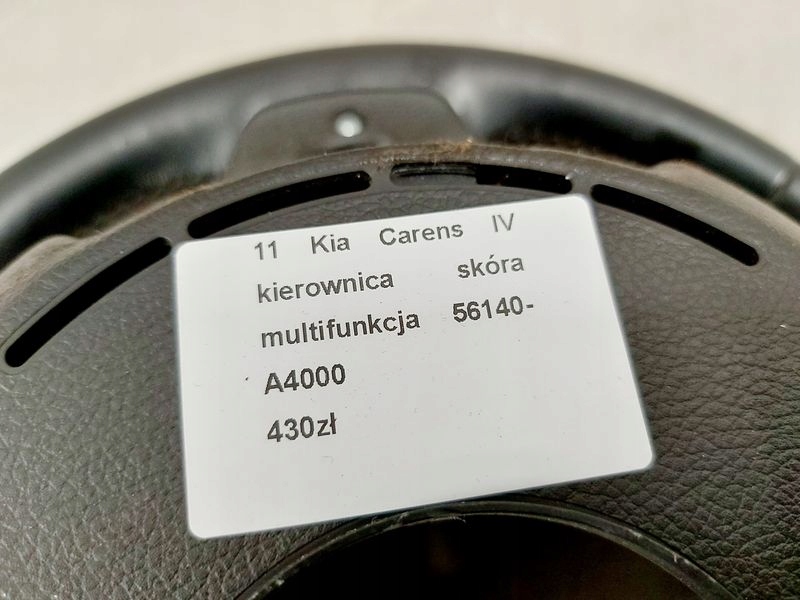 11 Kia Carens IV
kierownica skóra
multifunkcja 56140-
A4000
430zł